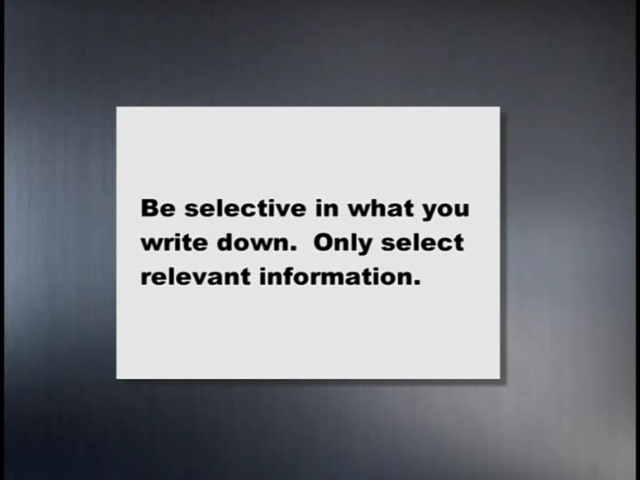 Be selective in what you
write down.  Only select
relevant information.